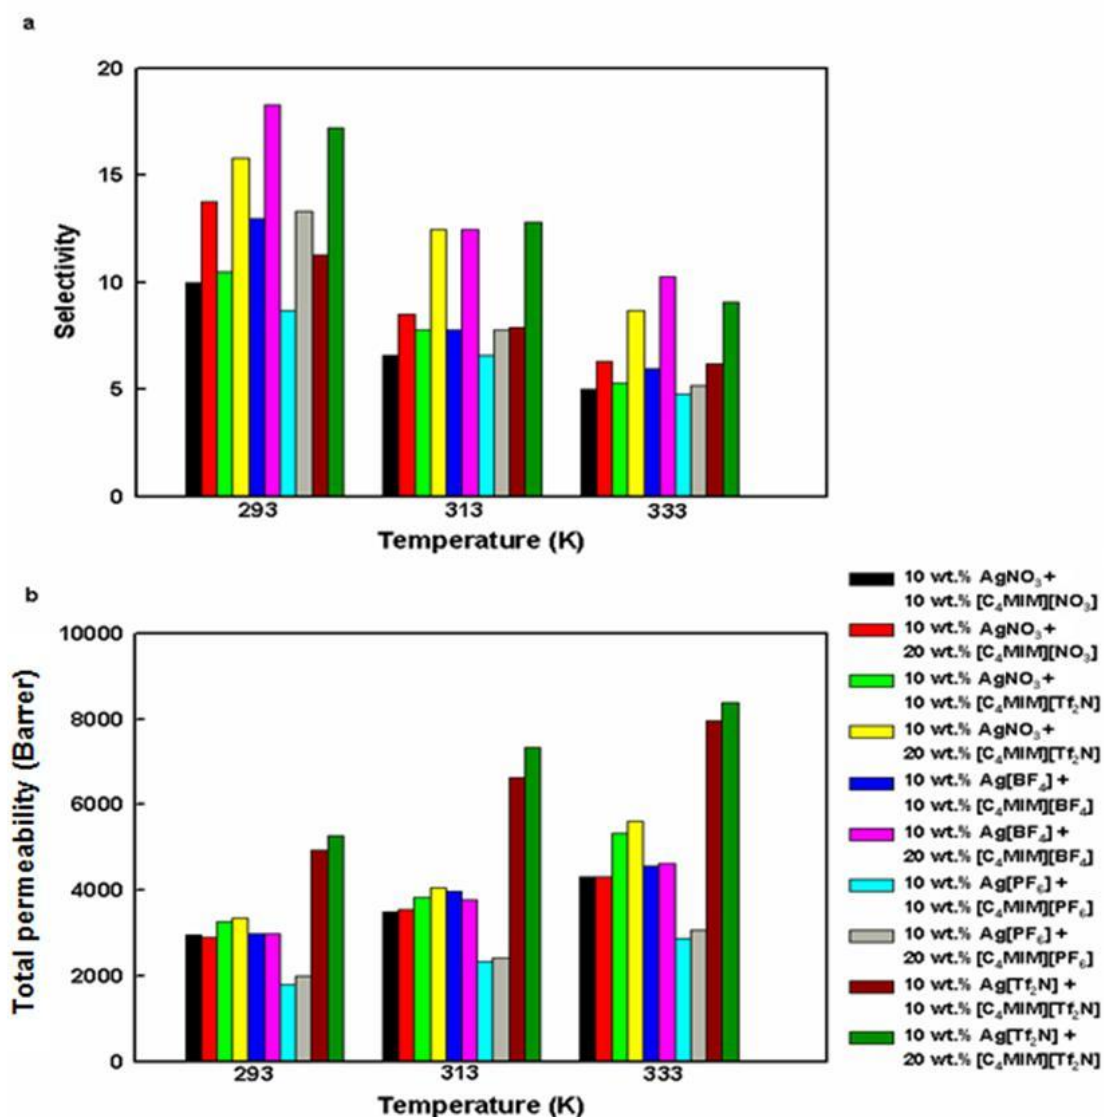 a
20
15
10
5
0
Selectivity
293 313 333
Temperature (K)
b
10000
8000
6000
4000
2000
0
Total permeability (Barrer)
293 313 333
Temperature (K)
10 wt.% AgNO₃ +
10 wt.% [C₄MIM][NO₃]
10 wt.% AgNO₃ +
20 wt.% [C₄MIM][NO₃]
10 wt.% AgNO₃ +
10 wt.% [C₄MIM][Tf₂N]
10 wt.% AgNO₃ +
20 wt.% [C₄MIM][Tf₂N]
10 wt.% Ag[BF₄] +
10 wt.% [C₄MIM][BF₄]
10 wt.% Ag[BF₄] +
20 wt.% [C₄MIM][BF₄]
10 wt.% Ag[PF₆] +
10 wt.% [C₄MIM][PF₆]
10 wt.% Ag[PF₆] +
20 wt.% [C₄MIM][PF₆]
10 wt.% Ag[Tf₂N] +
10 wt.% [C₄MIM][Tf₂N]
10 wt.% Ag[Tf₂N] +
20 wt.% [C₄MIM][Tf₂N]